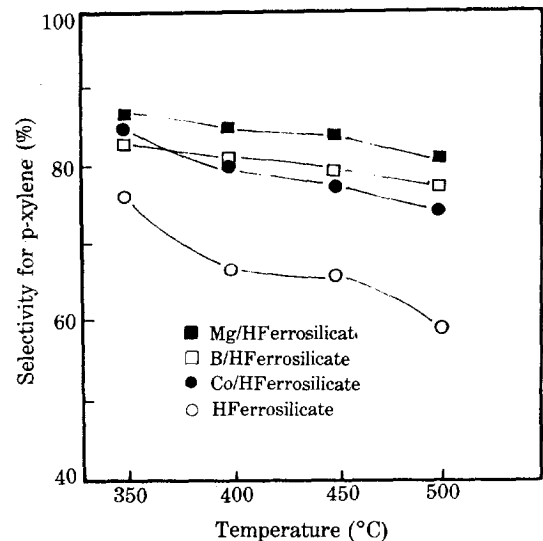 100
80
60
40
Selectivity for p-xylene (%)
Mg/HFerrosilicat
B/HFerrosilicate
Co/HFerrosilicate
HFerrosilicate
350 400 450 500
Temperature (°C)